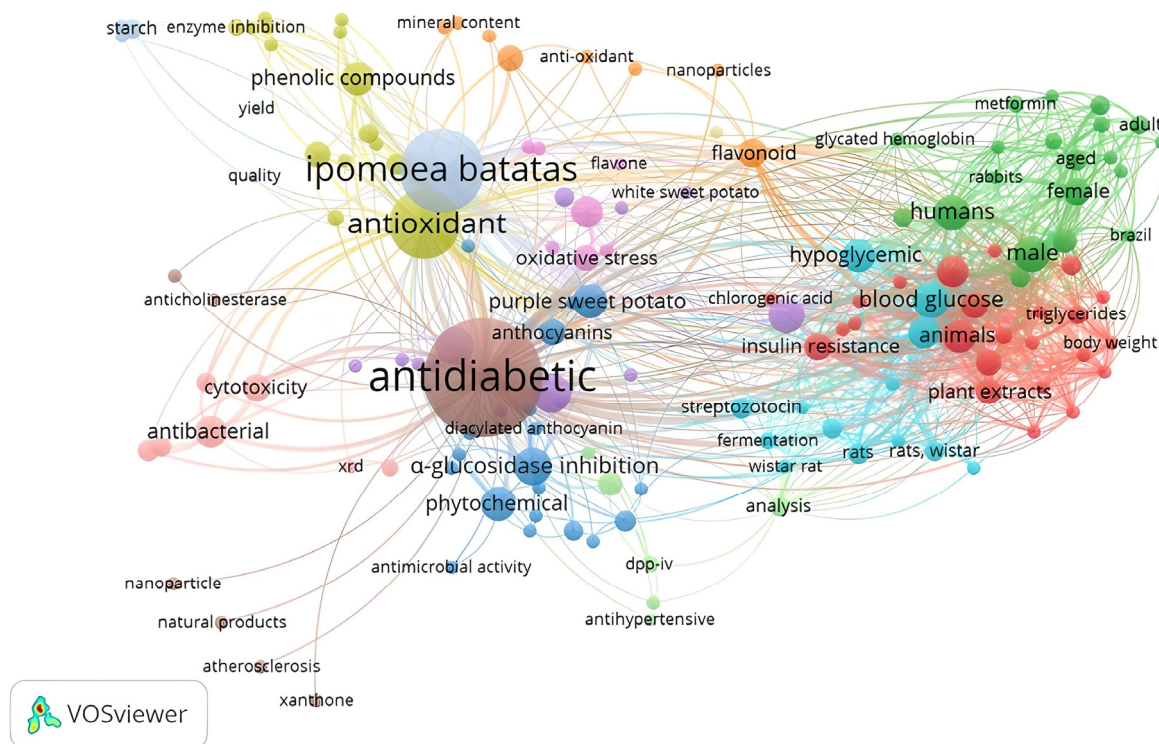 starch
enzyme inhibition
mineral content
anti-oxidant
phenolic compounds
nanoparticles
yield
metformin
adult
glycated hemoglobin
flavonoid
ipomoea batatas
flavone
aged
quality
rabbits
white sweet potato
female
antioxidant
humans
brazil
oxidative stress
hypoglycemic
male
anticholinesterase
purple sweet potato
chlorogenic acid
blood glucose
triglycerides
anthocyanins
insulin resistance
animals
body weight
antidiabetic
cytotoxicity
plant extracts
streptozotocin
antibacterial
diacylated anthocyanin
fermentation
rats
rats, wistar
xrd
α-glucosidase inhibition
wistar rat
phytochemical
analysis
antimicrobial activity
dpp-iv
nanoparticle
natural products
antihypertensive
atherosclerosis
xanthone
VOSviewer